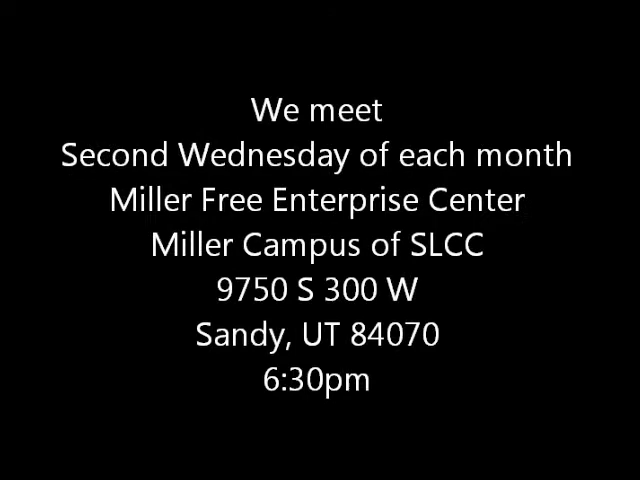 We meet
Second Wednesday of each month
Miller Free Enterprise Center
Miller Campus of SLCC
9750 S 300 W
Sandy, UT 84070
6:30pm